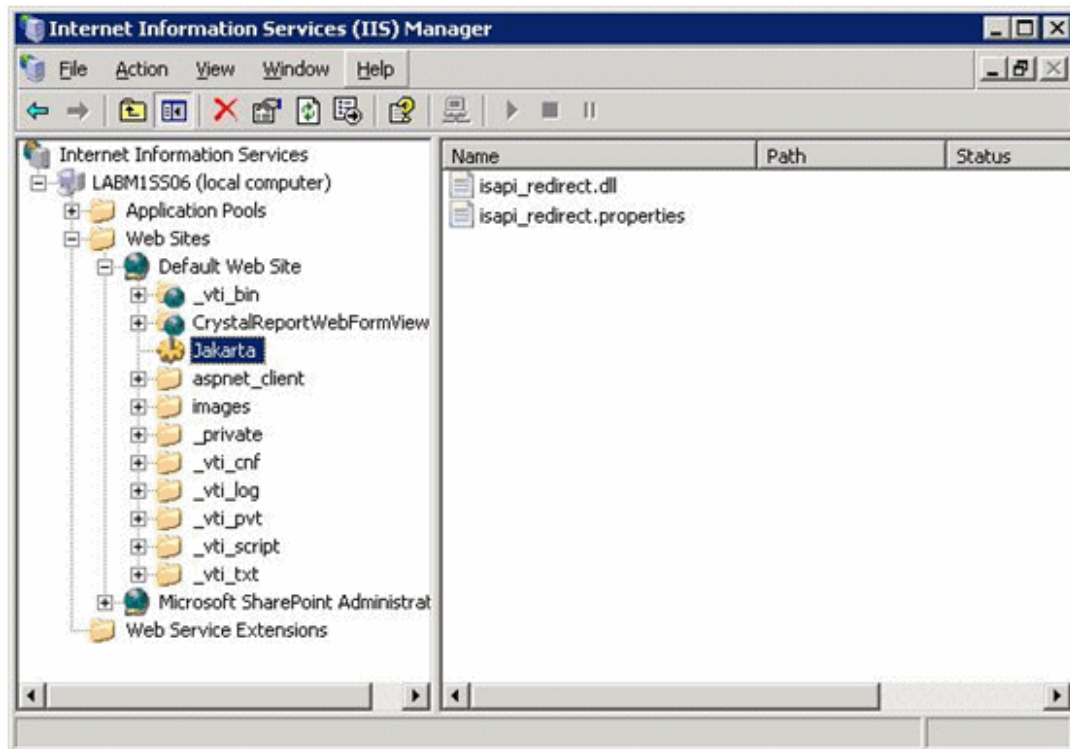 Internet Information Services (IIS) Manager
File Action View Window Help
Internet Information Services
LABM1SS06 (local computer)
Application Pools
Web Sites
Default Web Site
_vti_bin
CrystalReportWebFormView
Jakarta
aspnet_client
images
_private
_vti_cnf
_vti_log
_vti_pvt
_vti_script
_vti_txt
Microsoft SharePoint Administrat
Web Service Extensions
Name Path Status
isapi_redirect.dll
isapi_redirect.properties